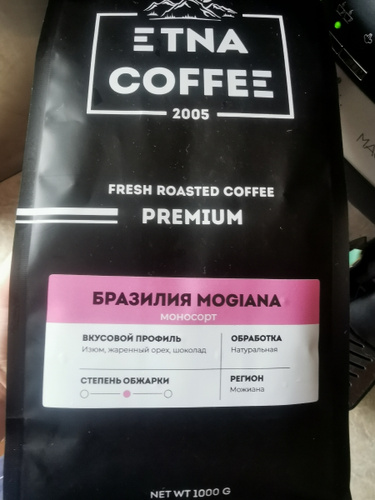 ETNA
COFFEE
2005
FRESH ROASTED COFFEE
PREMIUM
БРАЗИЛИЯ MOGIANA
моносорт
ВКУСОВОЙ ПРОФИЛЬ
Изюм, жаренный орех, шоколад
ОБРАБОТКА
Натуральная
СТЕПЕНЬ ОБЖАРКИ
РЕГИОН
Можиана
NET WT 1000 G